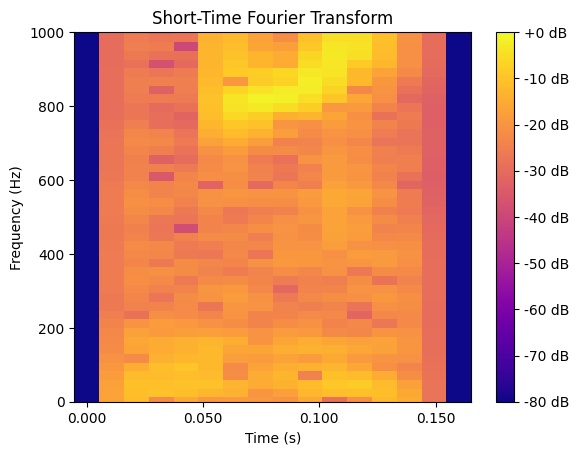 Short-Time Fourier Transform
Frequency (Hz)
1000
800
600
400
200
0
0.000
0.050
0.100
0.150
Time (s)
+0 dB
-10 dB
-20 dB
-30 dB
-40 dB
-50 dB
-60 dB
-70 dB
-80 dB